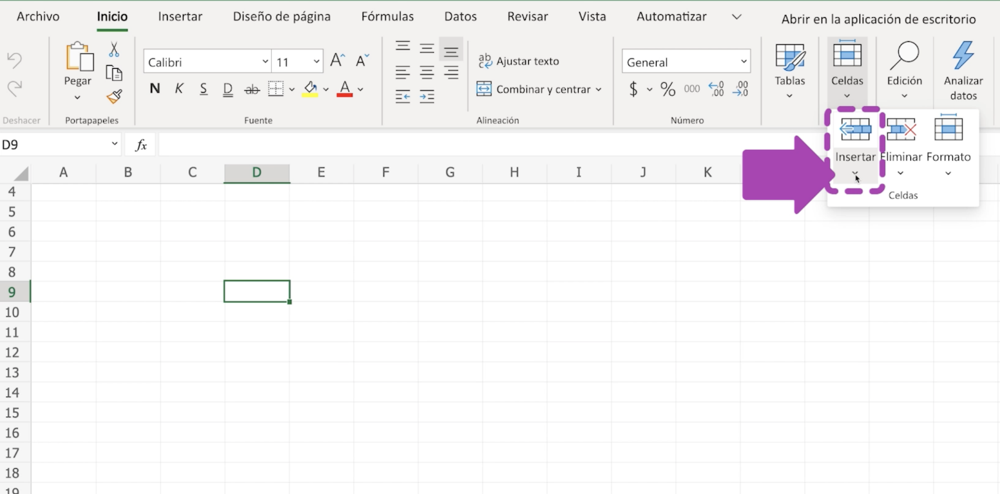 Archivo Inicio Insertar Diseño de página Fórmulas Datos Revisar Vista Automatizar Abrir en la aplicación de escritorio
Deshacer
Pegar
Portapapeles
Calibri 11 A A
N K S D ab A
Fuente
ab c Ajustar texto
Combinar y centrar
Alineación
General
$ % 000 0 ,00 ,00 0
Número
Tablas
Celdas
Edición
Analizar
datos
Insertar Eliminar Formato
Celdas
D9 fx
A B C D E F G H I J K
4
5
6
7
8
9
10
11
12
13
14
15
16
17
18
19